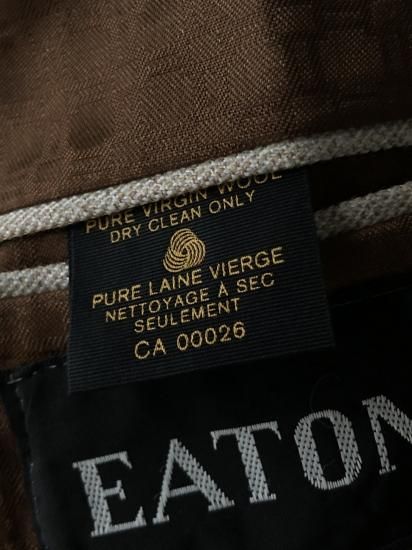 PURE VIRGIN WOOL
DRY CLEAN ONLY
PURE LAINE VIERGE
NETTOYAGE À SEC
SEULEMENT
CA 00026
EATON